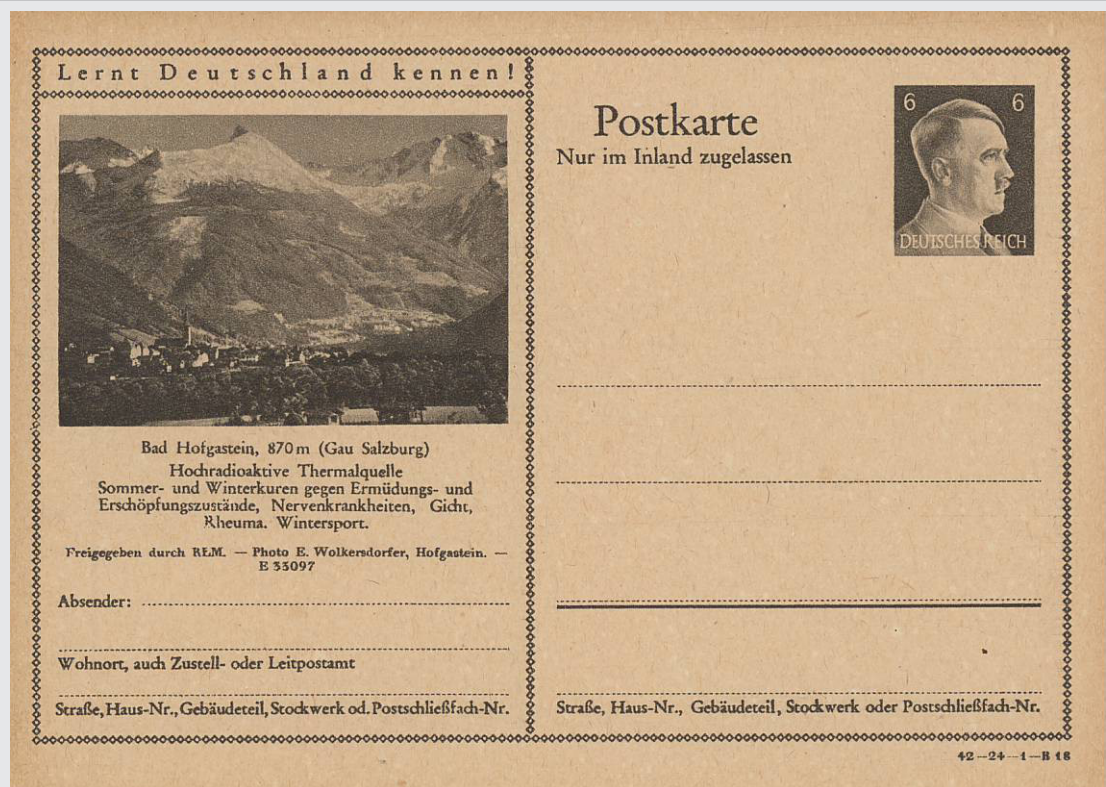 Lernt Deutschland kennen!
Bad Hofgastein, 870 m (Gau Salzburg)
Hochradioaktive Thermalquelle
Sommer- und Winterkuren gegen Ermüdungs- und
Erschöpfungszustände, Nervenkrankheiten, Gicht,
Rheuma. Wintersport.
Freigegeben durch RLM. — Photo E. Wolkersdorfer, Hofgastein. —
E 33097
Absender:
Wohnort, auch Zustell- oder Leitpostamt
Straße, Haus-Nr., Gebäudeteil, Stockwerk od. Postschließfach-Nr.
Postkarte
Nur im Inland zugelassen
6 6
DEUTSCHES REICH
Straße, Haus-Nr., Gebäudeteil, Stockwerk oder Postschließfach-Nr.
42—24—1—B 18